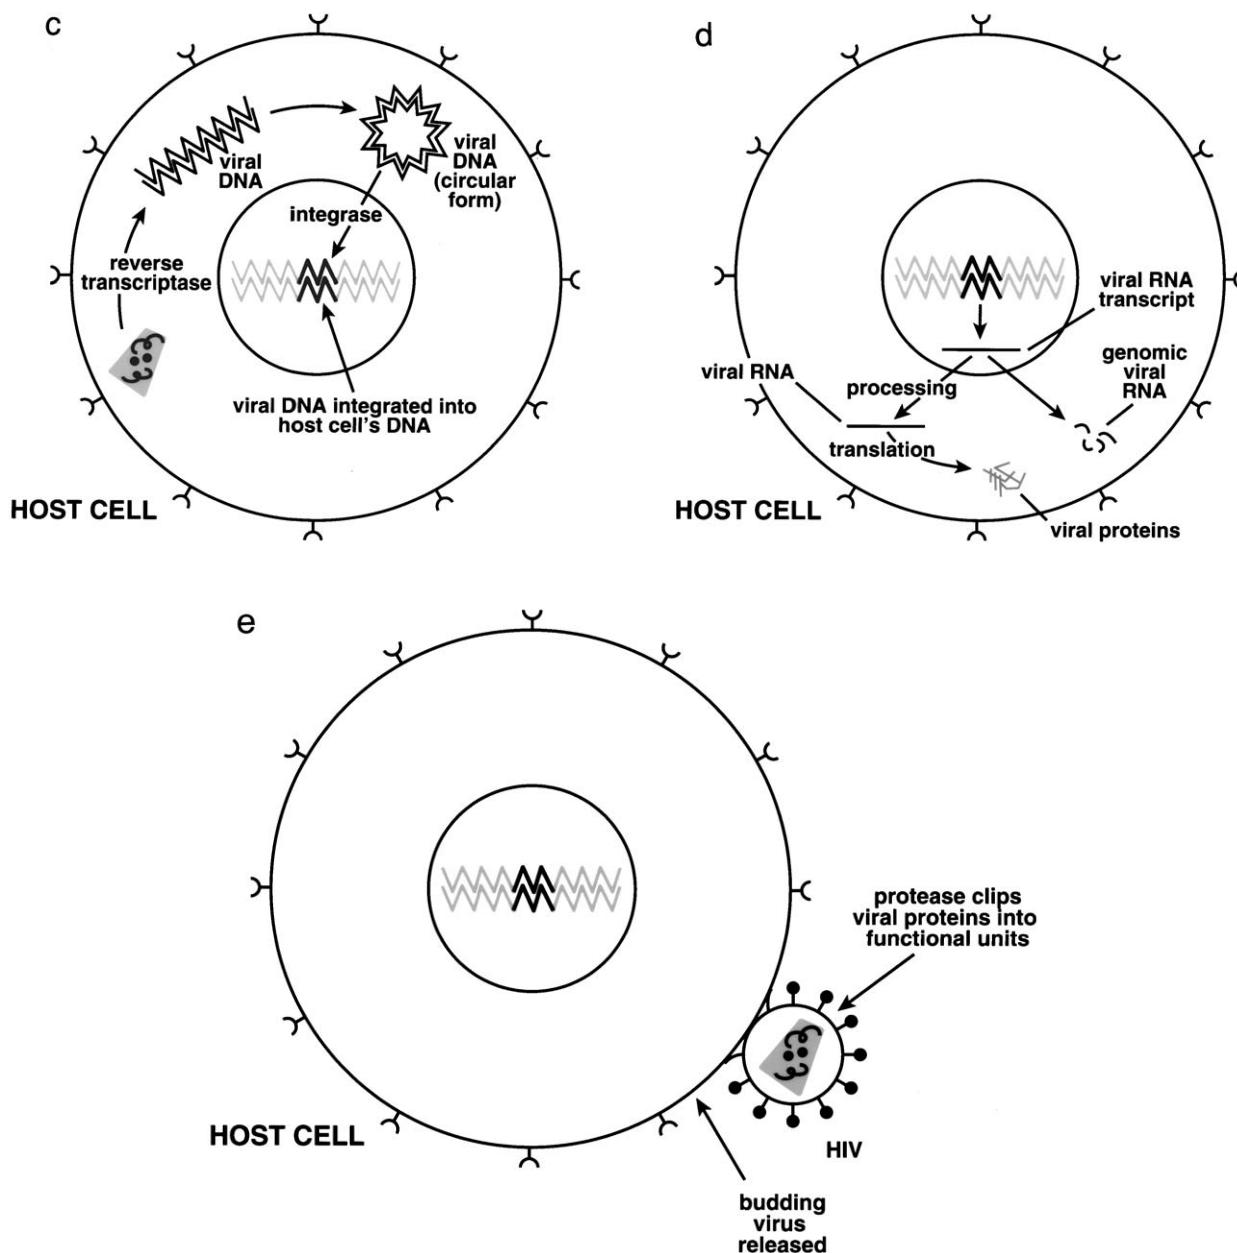 c
viral
DNA
viral
DNA
(circular
form)
integrase
reverse
transcriptase
viral DNA integrated into
host cell's DNA
HOST CELL
d
viral RNA
transcript
viral RNA
processing
genomic
viral
RNA
translation
viral proteins
HOST CELL
e
protease clips
viral proteins into
functional units
HOST CELL
HIV
budding
virus
released